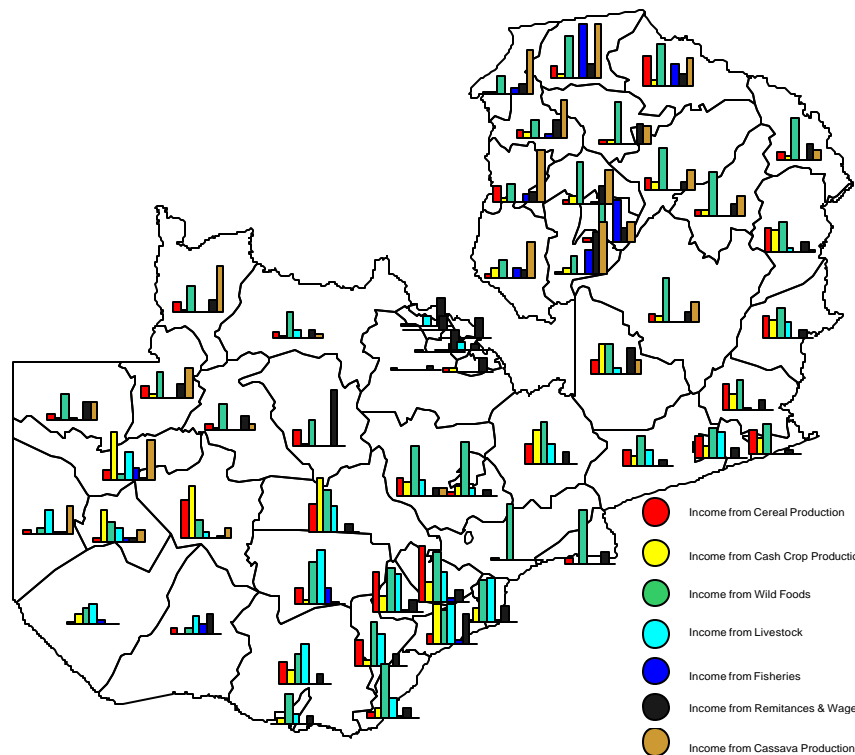 Income from Cereal Production
Income from Cash Crop Productio
Income from Wild Foods
Income from Livestock
Income from Fisheries
Income from Remitances & Wage
Income from Cassava Production